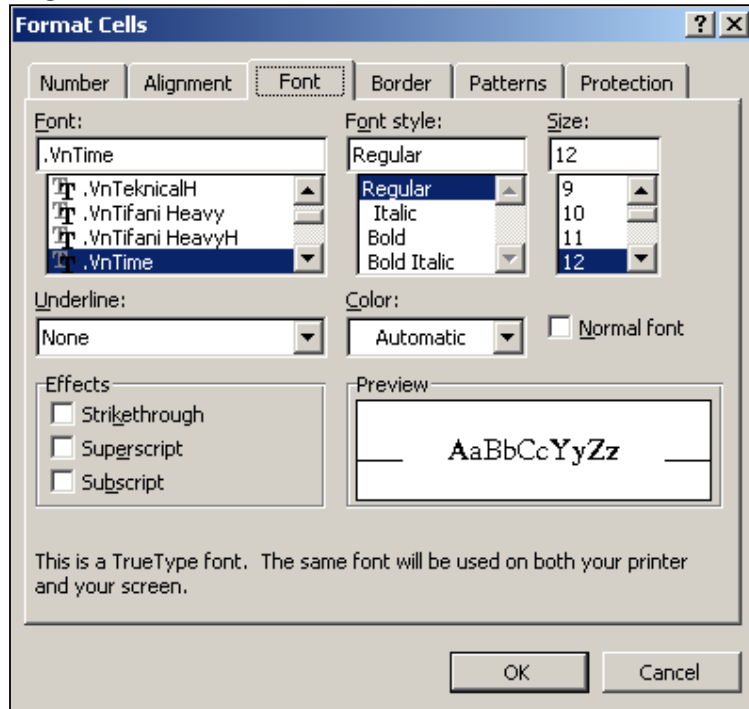 Format Cells
Number Alignment Font Border Patterns Protection
Font: Font style: Size:
.VnTime Regular 12
.VnTeknicalH Regular 9
.VnTifani Heavy Italic 10
.VnTifani HeavyH Bold 11
.VnTime Bold Italic 12
Underline: Color:
None Automatic Normal font
Effects Preview
Strikethrough
Superscript AaBbCcYyZz
Subscript
This is a TrueType font. The same font will be used on both your printer
and your screen.
OK Cancel